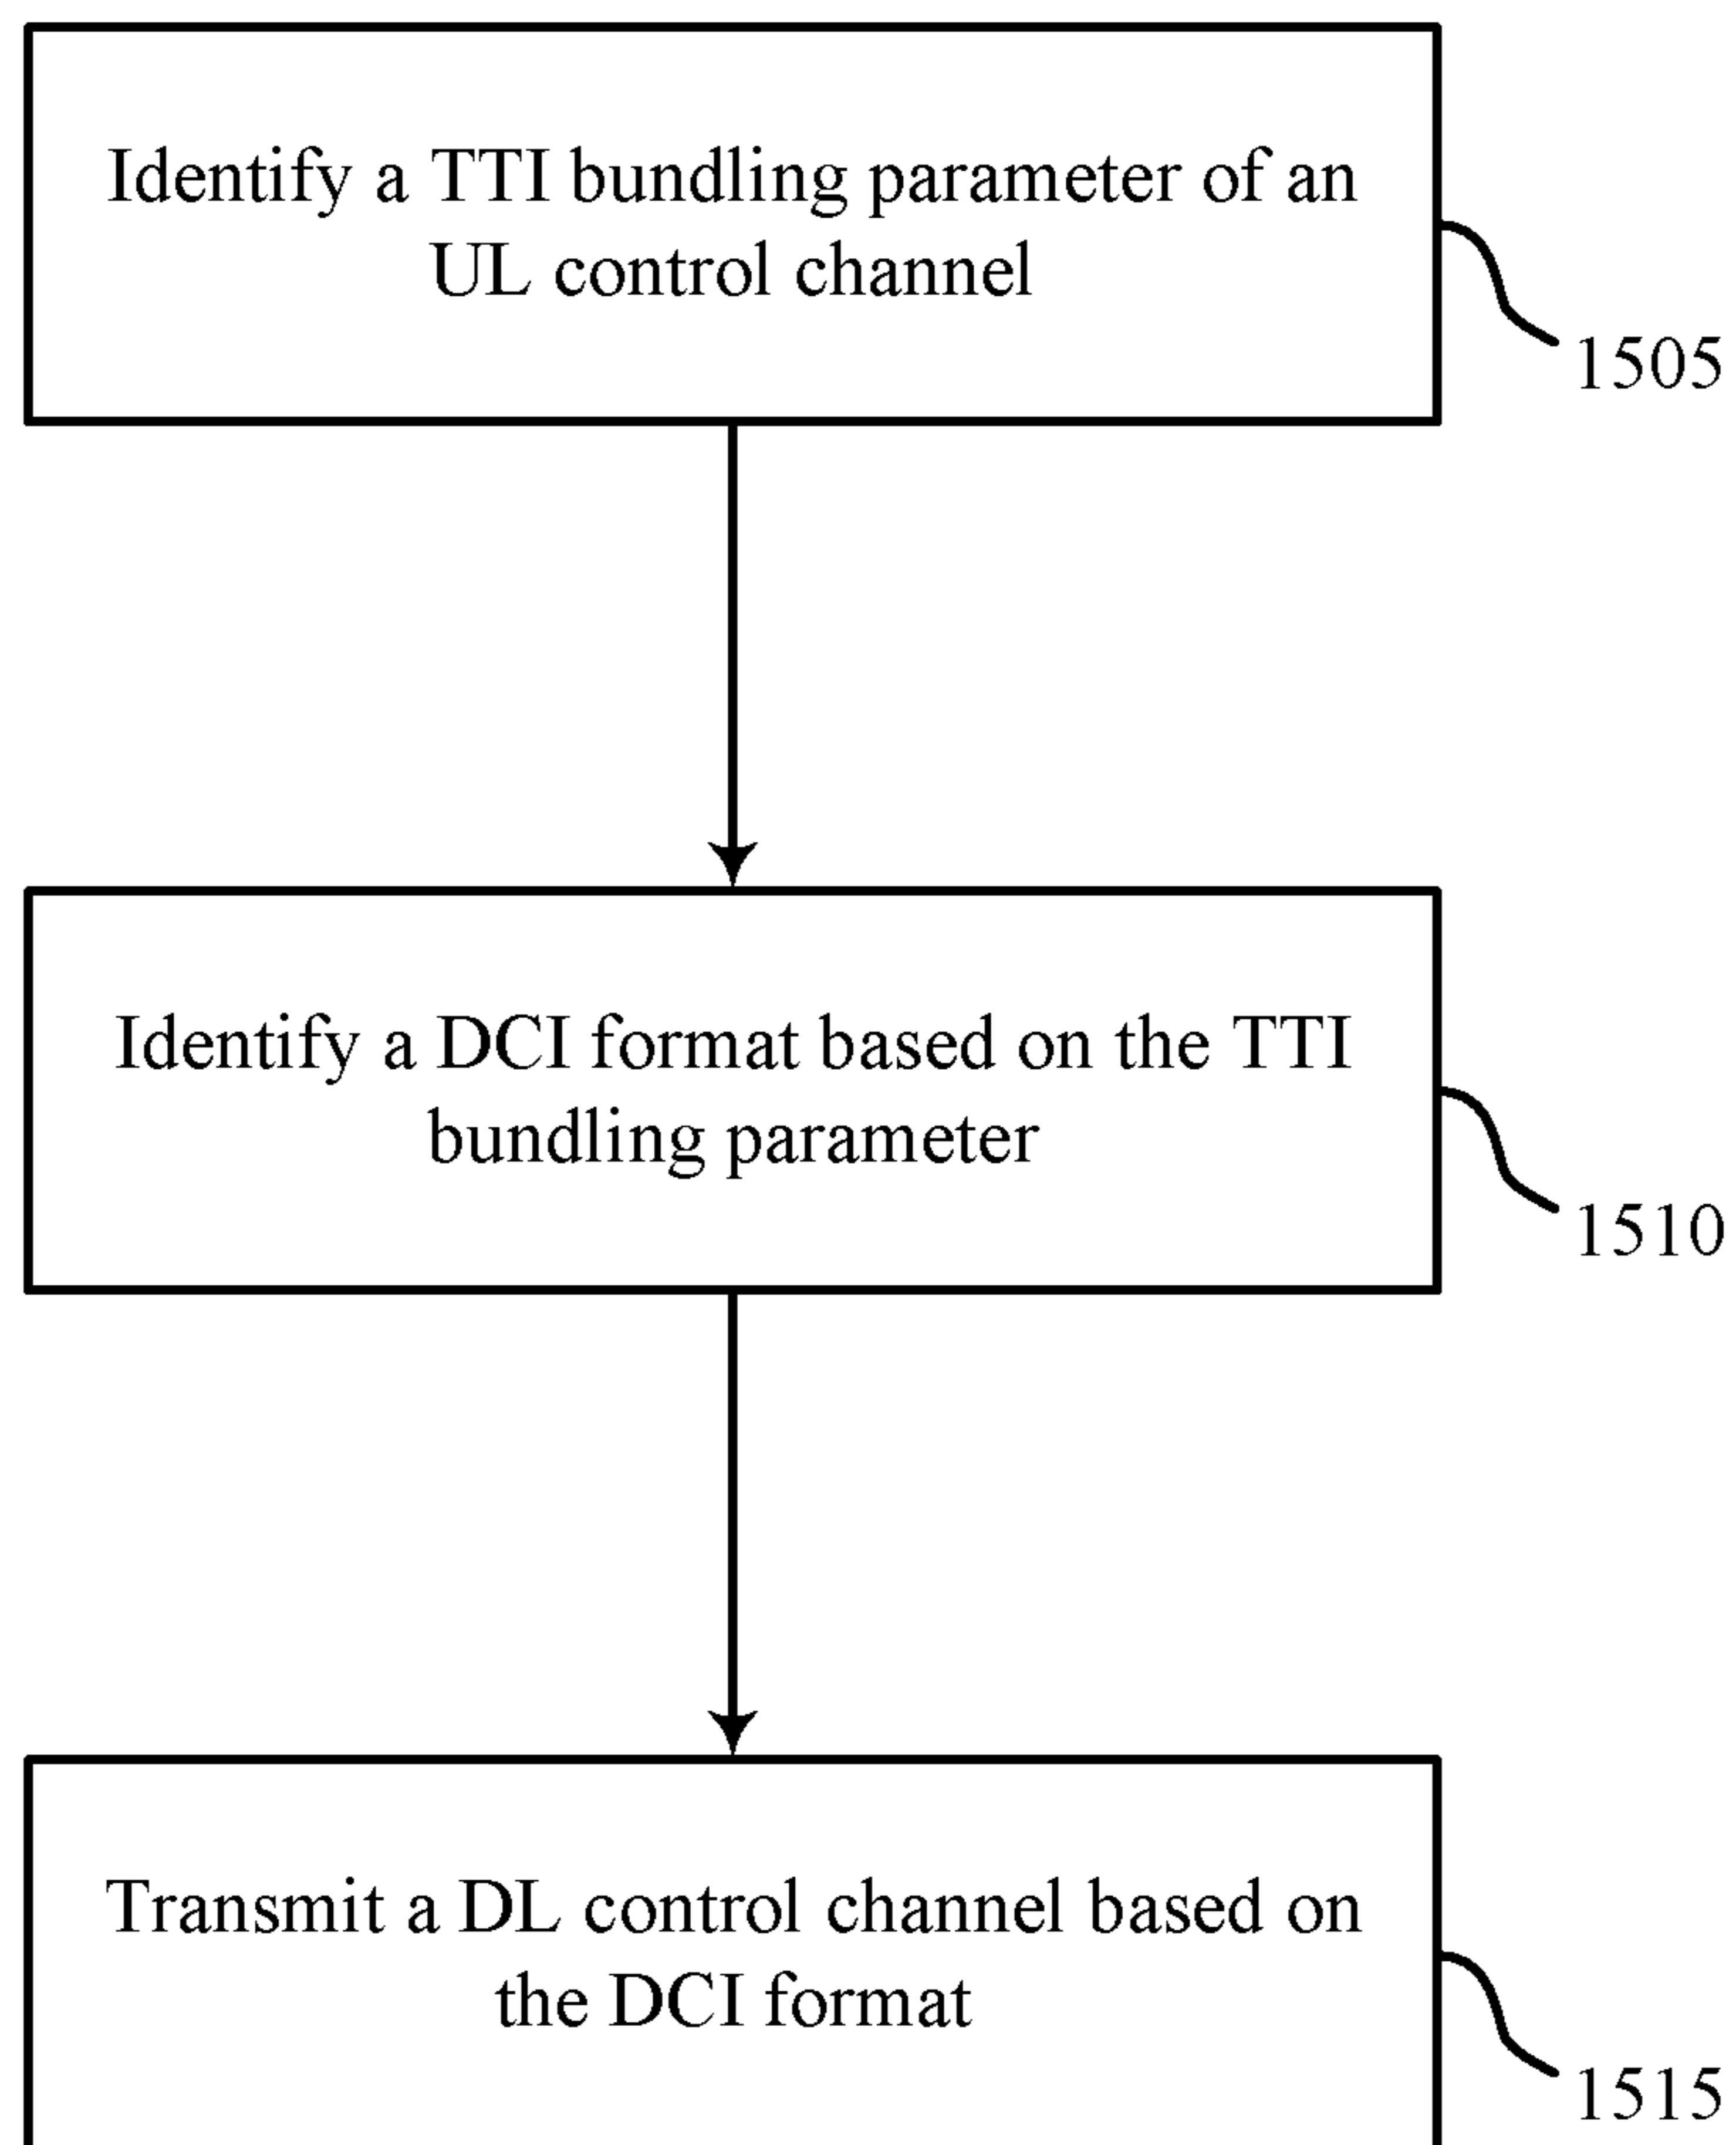 Identify a TTI bundling parameter of an
UL control channel
1505
Identify a DCI format based on the TTI
bundling parameter
1510
Transmit a DL control channel based on
the DCI format
1515